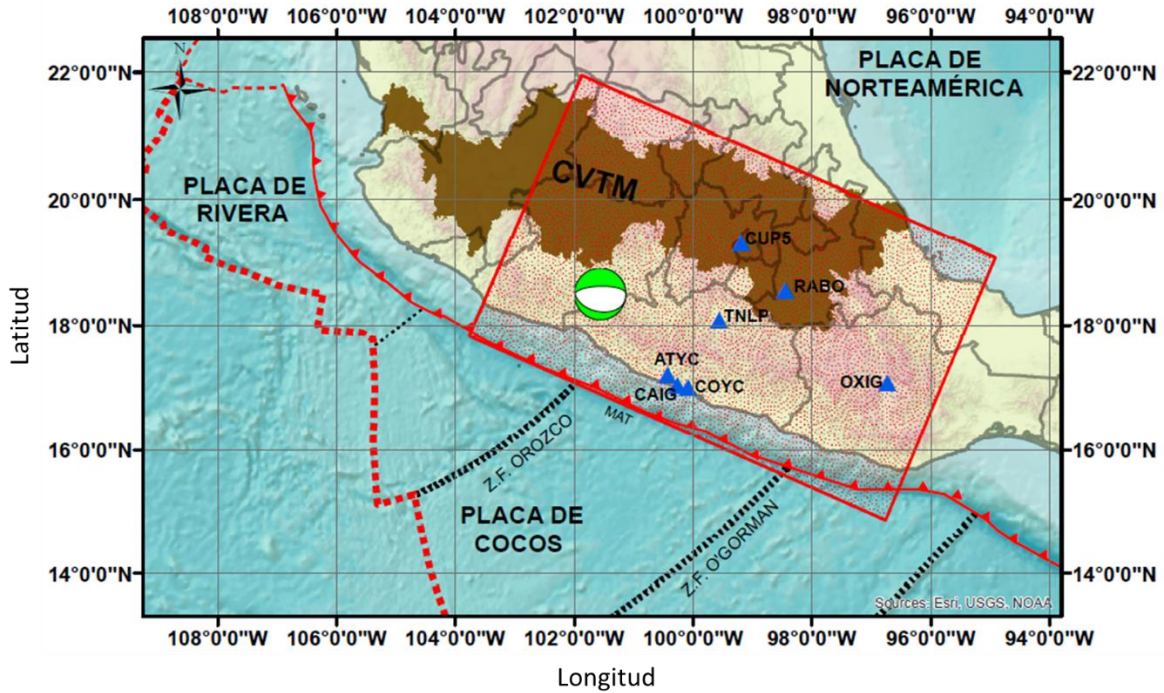 108°0'0"W 106°0'0"W 104°0'0"W 102°0'0"W 100°0'0"W 98°0'0"W 96°0'0"W 94°0'0"W
N
22°0'0"N
22°0'0"N
PLACA DE
NORTEAMÉRICA
PLACA DE
RIVERA
CVTM
20°0'0"N
20°0'0"N
CUP5
RABO
TNLP
18°0'0"N
18°0'0"N
Latitud
ATYC
CAIG
COYC
OXIG
MAT
16°0'0"N
16°0'0"N
Z.F. OROZCO
PLACA DE
COCOS
Z.F. O'GORMAN
14°0'0"N
14°0'0"N
Sources: Esri, USGS, NOAA
108°0'0"W 106°0'0"W 104°0'0"W 102°0'0"W 100°0'0"W 98°0'0"W 96°0'0"W 94°0'0"W
Longitud